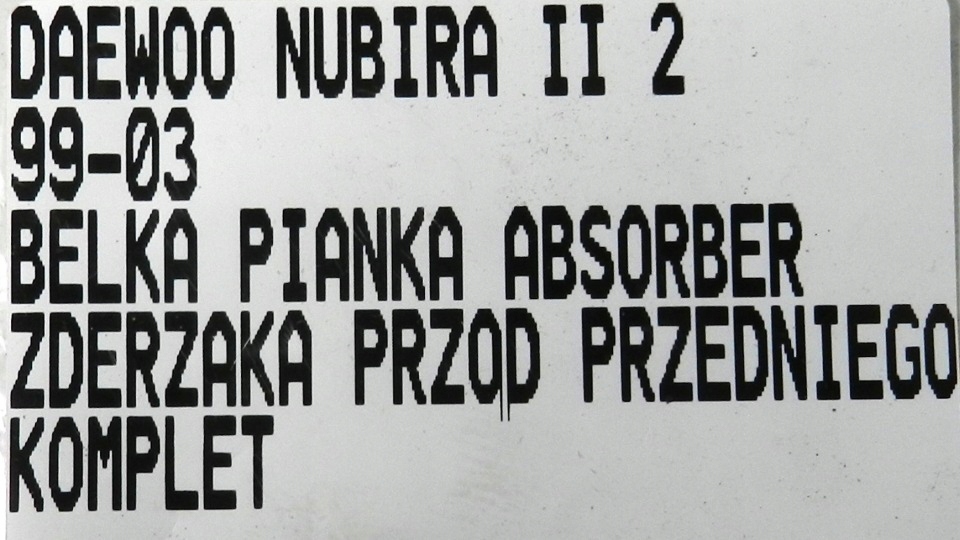 DAEWOO NUBIRA II 2
99-03
BELKA PIANKA ABSORBER
ZDERZAKA PRZOD PRZEDNIEGO
KOMPLET